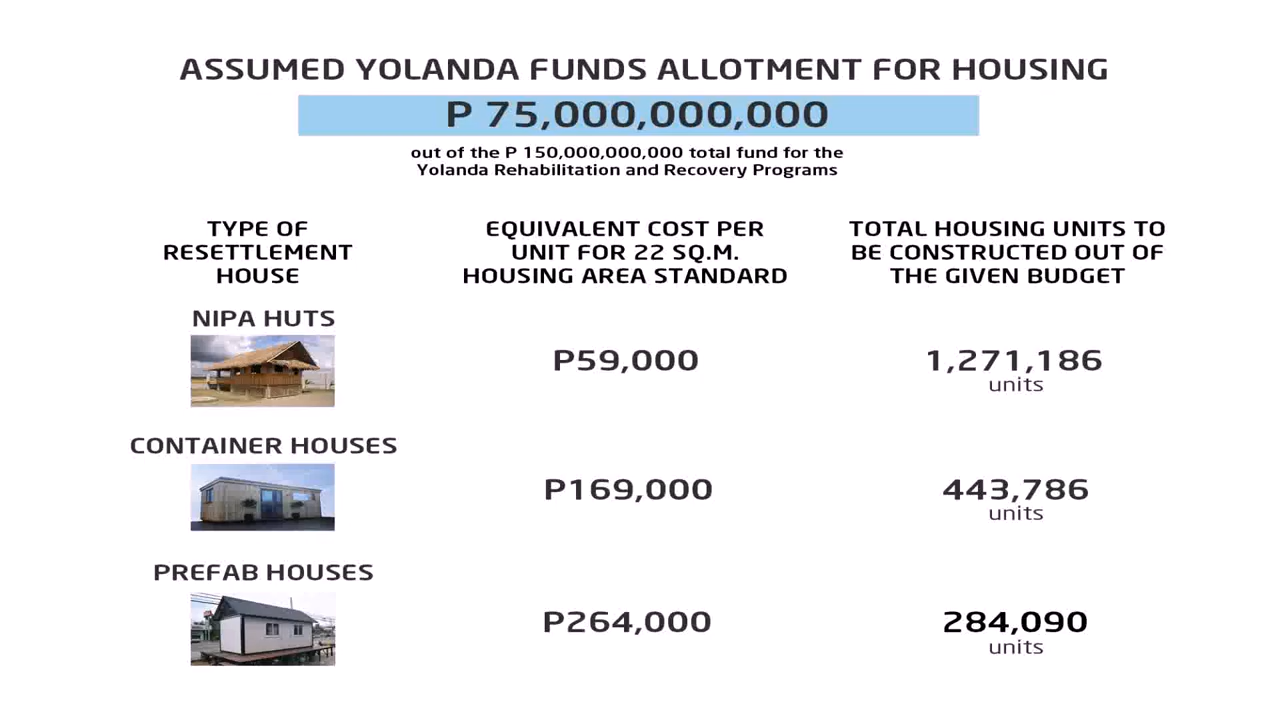 ASSUMED YOLANDA FUNDS ALLOTMENT FOR HOUSING
P 75,000,000,000
out of the P 150,000,000,000 total fund for the
Yolanda Rehabilitation and Recovery Programs
TYPE OF
RESETTLEMENT
HOUSE
EQUIVALENT COST PER
UNIT FOR 22 SQ.M.
HOUSING AREA STANDARD
TOTAL HOUSING UNITS TO
BE CONSTRUCTED OUT OF
THE GIVEN BUDGET
NIPA HUTS
P59,000
1,271,186
units
CONTAINER HOUSES
P169,000
443,786
units
PREFAB HOUSES
P264,000
284,090
units